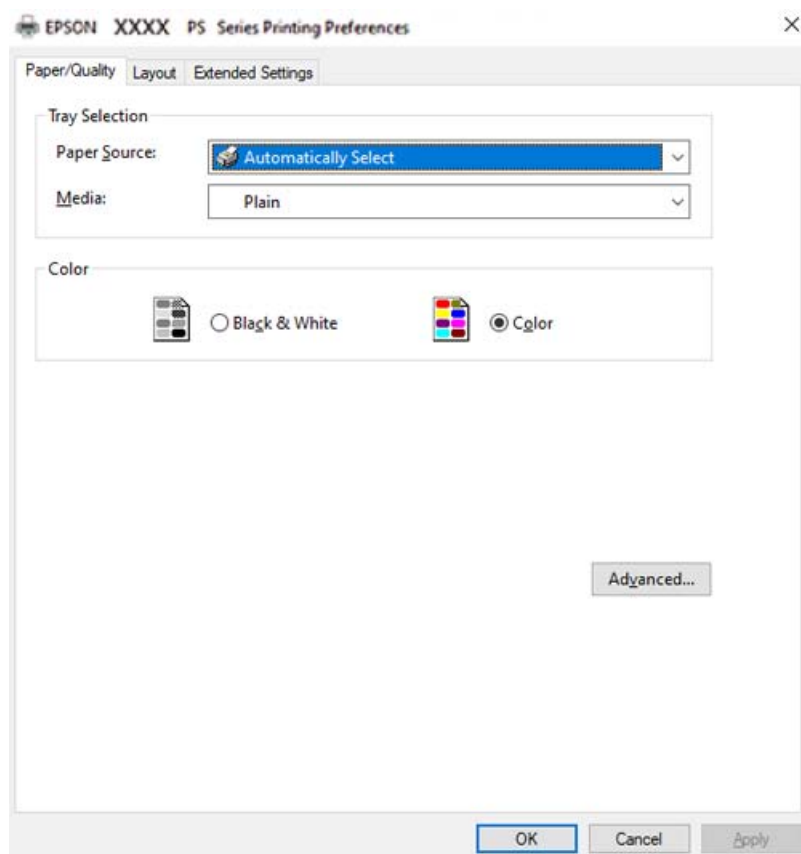 EPSON XXXX PS Series Printing Preferences
Paper/Quality Layout Extended Settings
Tray Selection
Paper Source: Automatically Select
Media: Plain
Color
Black & White Color
Advanced...
OK Cancel Apply